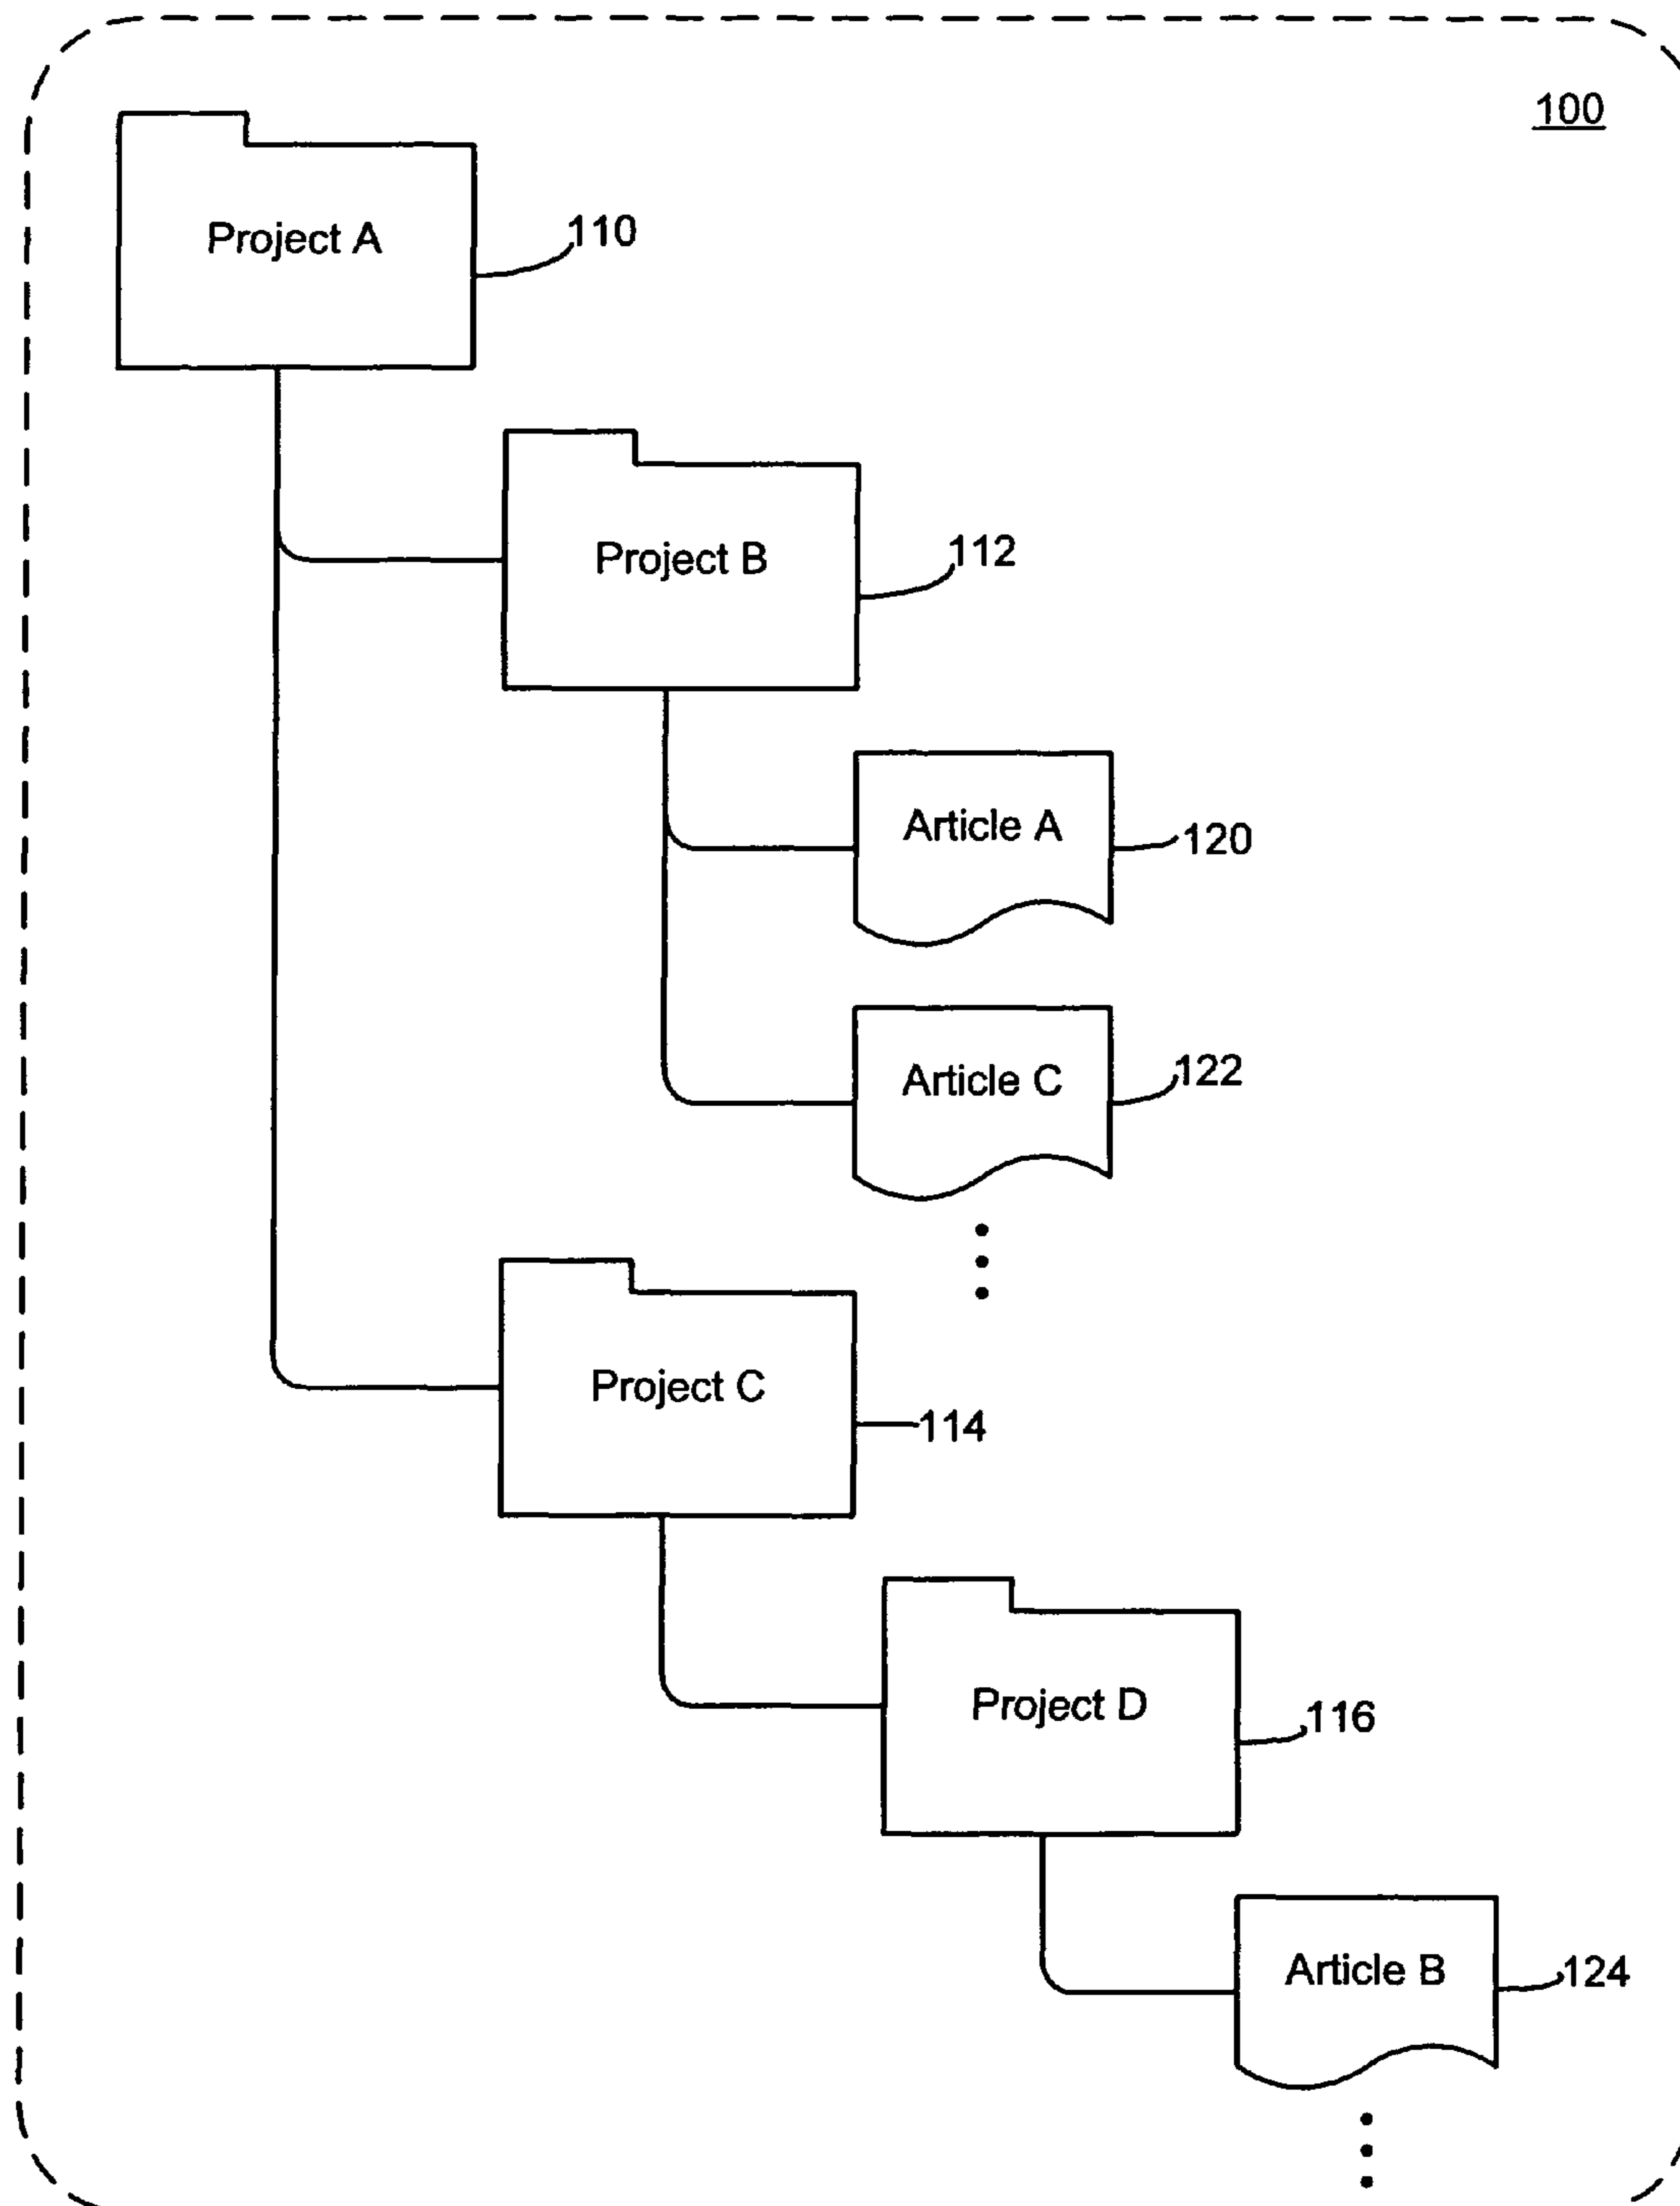 100
Project A
110
Project B
112
Article A
120
Article C
122
Project C
114
Project D
116
Article B
124